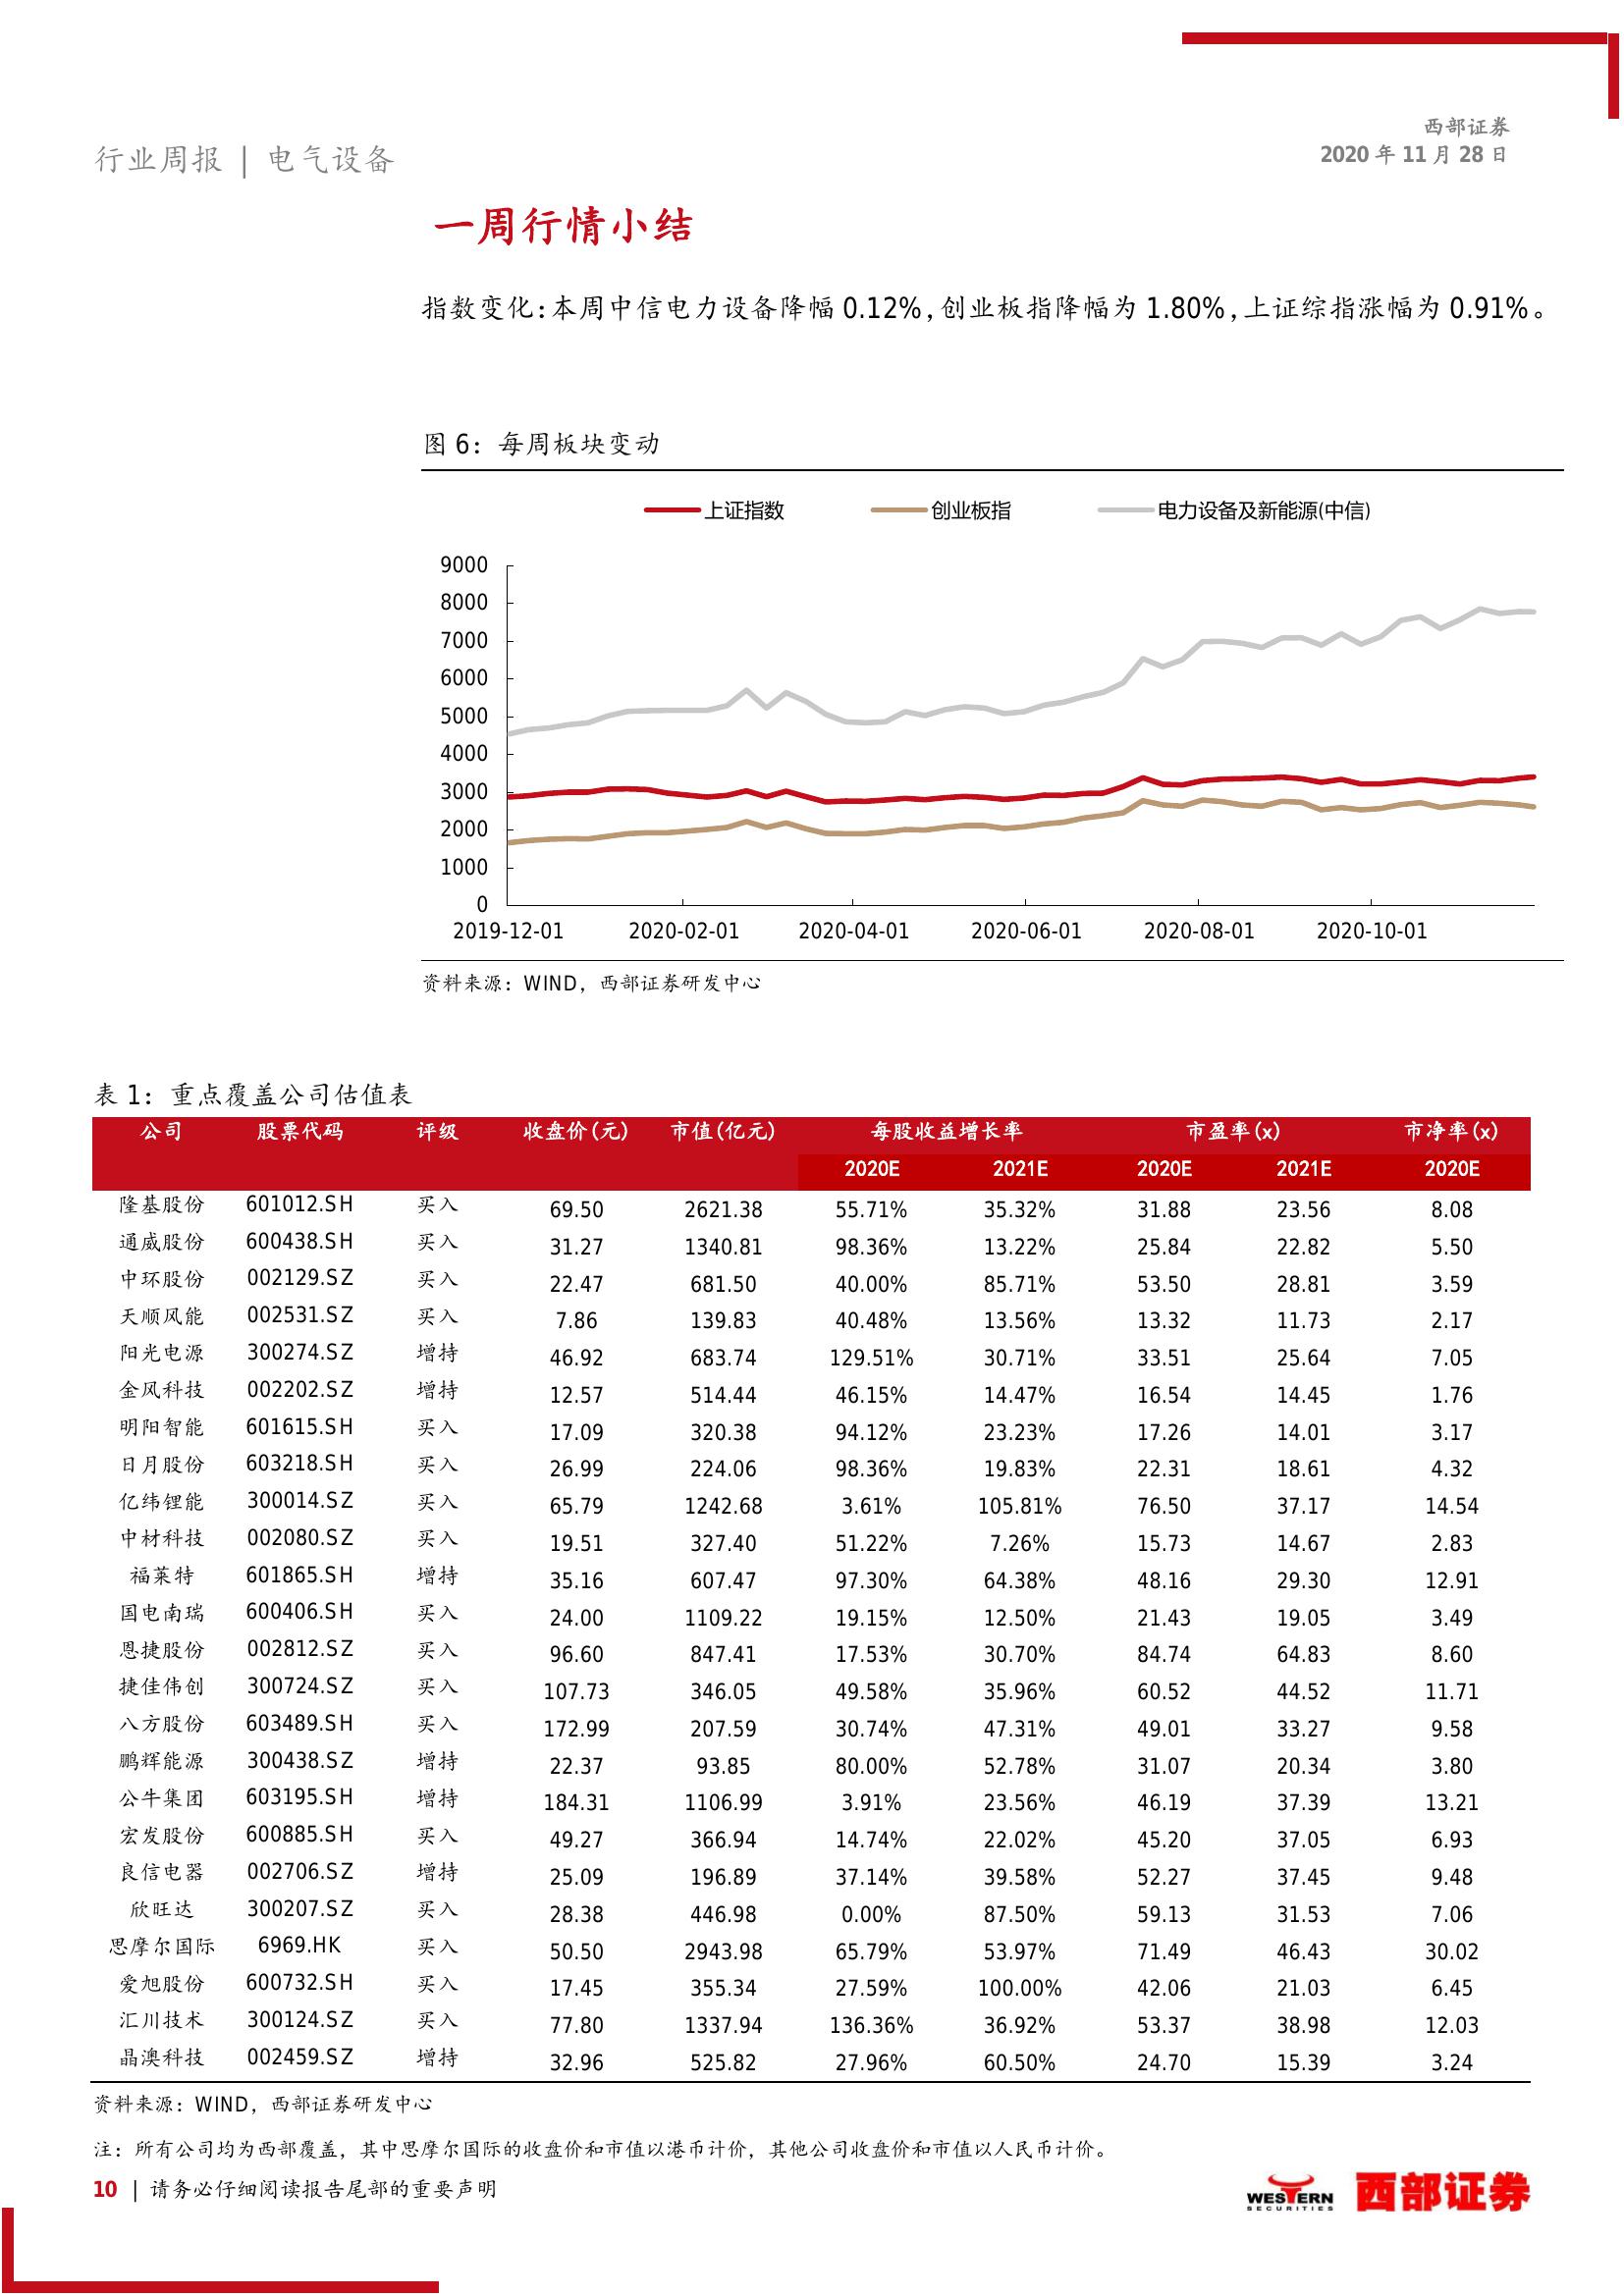 西部证券
行业周报 | 电气设备
2020 年 11 月 28 日
一周行情小结
指数变化：本周中信电力设备降幅 0.12%，创业板指降幅为 1.80%，上证综指涨幅为 0.91%。
图 6：每周板块变动
上证指数 创业板指 电力设备及新能源(中信)
9000
8000
7000
6000
5000
4000
3000
2000
1000
0
2019-12-01 2020-02-01 2020-04-01 2020-06-01 2020-08-01 2020-10-01
资料来源：WIND，西部证券研发中心
表 1：重点覆盖公司估值表
公司 股票代码 评级 收盘价(元) 市值(亿元) 每股收益增长率 市盈率(x) 市净率(x)
2020E 2021E 2020E 2021E 2020E
隆基股份 601012.SH 买入 69.50 2621.38 55.71% 35.32% 31.88 23.56 8.08
通威股份 600438.SH 买入 31.27 1340.81 98.36% 13.22% 25.84 22.82 5.50
中环股份 002129.SZ 买入 22.47 681.50 40.00% 85.71% 53.50 28.81 3.59
天顺风能 002531.SZ 买入 7.86 139.83 40.48% 13.56% 13.32 11.73 2.17
阳光电源 300274.SZ 增持 46.92 683.74 129.51% 30.71% 33.51 25.64 7.05
金风科技 002202.SZ 增持 12.57 514.44 46.15% 14.47% 16.54 14.45 1.76
明阳智能 601615.SH 买入 17.09 320.38 94.12% 23.23% 17.26 14.01 3.17
日月股份 603218.SH 买入 26.99 224.06 98.36% 19.83% 22.31 18.61 4.32
亿纬锂能 300014.SZ 买入 65.79 1242.68 3.61% 105.81% 76.50 37.17 14.54
中材科技 002080.SZ 买入 19.51 327.40 51.22% 7.26% 15.73 14.67 2.83
福莱特 601865.SH 增持 35.16 607.47 97.30% 64.38% 48.16 29.30 12.91
国电南瑞 600406.SH 买入 24.00 1109.22 19.15% 12.50% 21.43 19.05 3.49
恩捷股份 002812.SZ 买入 96.60 847.41 17.53% 30.70% 84.74 64.83 8.60
捷佳伟创 300724.SZ 买入 107.73 346.05 49.58% 35.96% 60.52 44.52 11.71
八方股份 603489.SH 买入 172.99 207.59 30.74% 47.31% 49.01 33.27 9.58
鹏辉能源 300438.SZ 增持 22.37 93.85 80.00% 52.78% 31.07 20.34 3.80
公牛集团 603195.SH 增持 184.31 1106.99 3.91% 23.56% 46.19 37.39 13.21
宏发股份 600885.SH 买入 49.27 366.94 14.74% 22.02% 45.20 37.05 6.93
良信电器 002706.SZ 增持 25.09 196.89 37.14% 39.58% 52.27 37.45 9.48
欣旺达 300207.SZ 买入 28.38 446.98 0.00% 87.50% 59.13 31.53 7.06
思摩尔国际 6969.HK 买入 50.50 2943.98 65.79% 53.97% 71.49 46.43 30.02
爱旭股份 600732.SH 买入 17.45 355.34 27.59% 100.00% 42.06 21.03 6.45
汇川技术 300124.SZ 买入 77.80 1337.94 136.36% 36.92% 53.37 38.98 12.03
晶澳科技 002459.SZ 增持 32.96 525.82 27.96% 60.50% 24.70 15.39 3.24
资料来源：WIND，西部证券研发中心
注：所有公司均为西部覆盖，其中思摩尔国际的收盘价和市值以港币计价，其他公司收盘价和市值以人民币计价。
10 | 请务必仔细阅读报告尾部的重要声明
WESTERN
SECURITIES
西部证券